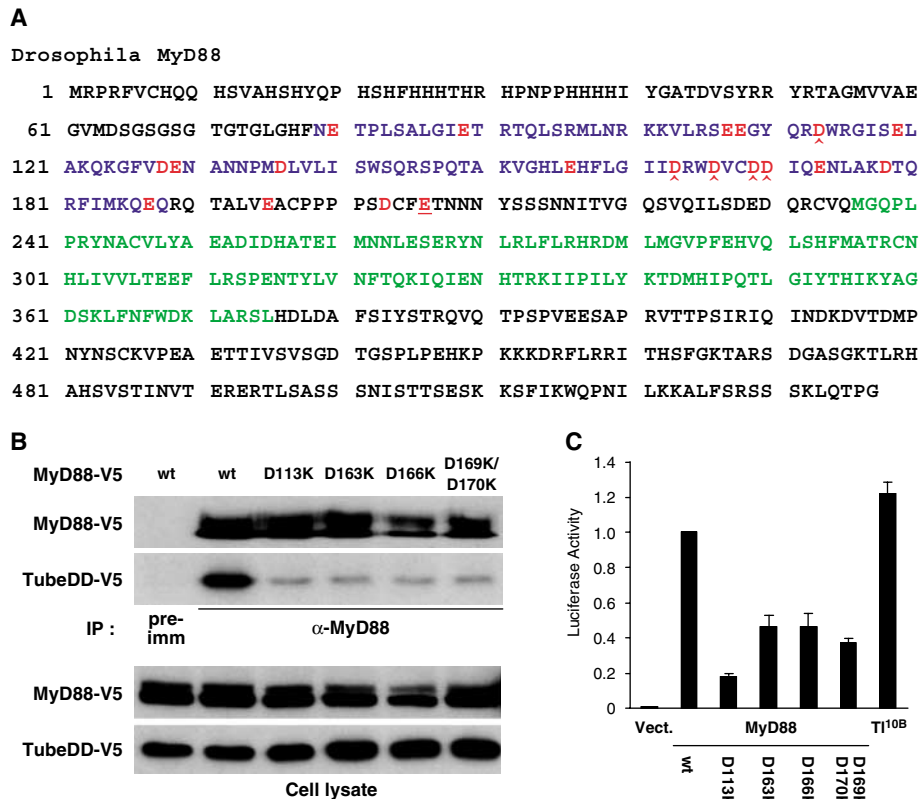 A
Drosophila MyD88
1 MRPRFVCHQQ HSVAHSHYQP HSHFHHHTHR HPNPPHHHHI YGATDVSYRR YRTAGMVVAE
61 GVMDSGSGSG TGTGLGHFNE TPLSALGIET RTQLSRMLNR KKVLRSEEGY QRDWRGISEL
121 AKQKGFVDEN ANNPMDLVLI SWSQRSPQTA KVGHLEHFLG IIDRWDVCDD IQENLAKDTQ
181 RFIMKQEQRQ TALVEACPPP PSDCFETNNN YSSSNNITVG QSVQILSDED QRCVQMGQPL
241 PRYNACVLYA EADIDHATEI MNNLESERYN LRLFLRHRDM LMGVPFEHVQ LSHFMATRCN
301 HLIVVLTEEF LRSPENTYLV NFTQKIQIEN HTRKIIPILY KTDMHIPQTL GIYTHIKYAG
361 DSKLFNFWDK LARSLHDLDA FSIYSTRQVQ TPSPVEESAP RVTTPSIRIQ INDKDVTDMP
421 NYNSCKVPEA ETTIVSVSGD TGSPLPEHKP KKKDRFLRRI THSFGKTARS DGASGKTLRH
481 AHSVSTINVT ERERTLSASS SNISTTSESK KSFIKWQPNI LKKALFSRSS SKLQTPG
B
MyD88-V5 wt wt D113K D163K D166K D169K/
D170K
MyD88-V5
TubeDD-V5
IP : pre-
imm α-MyD88
MyD88-V5
TubeDD-V5
Cell lysate
C
Luciferase Activity
1.4
1.2
1.0
0.8
0.6
0.4
0.2
0
Vect. MyD88 Tl10B
wt
D113
D163
D166
D169
D170